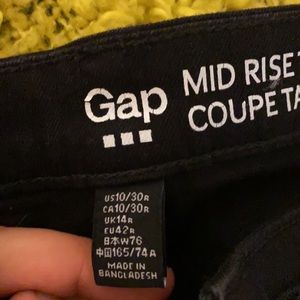 Gap
MID RISE
COUPE TA
US10/30R
CA10/30R
UK14R
EU42R
日本W76
中国165/74A
MADE IN
BANGLADESH